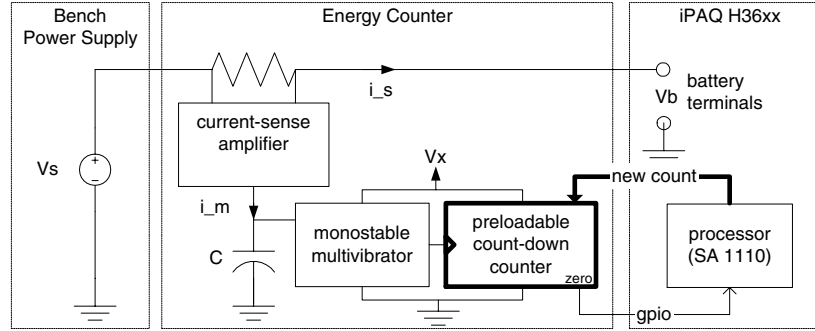 Bench
Power Supply
Energy Counter
iPAQ H36xx
i_s
Vb
battery
terminals
current-sense
amplifier
Vs
+
−
Vx
new count
i_m
C
monostable
multivibrator
preloadable
count-down
counter
zero
processor
(SA 1110)
gpio